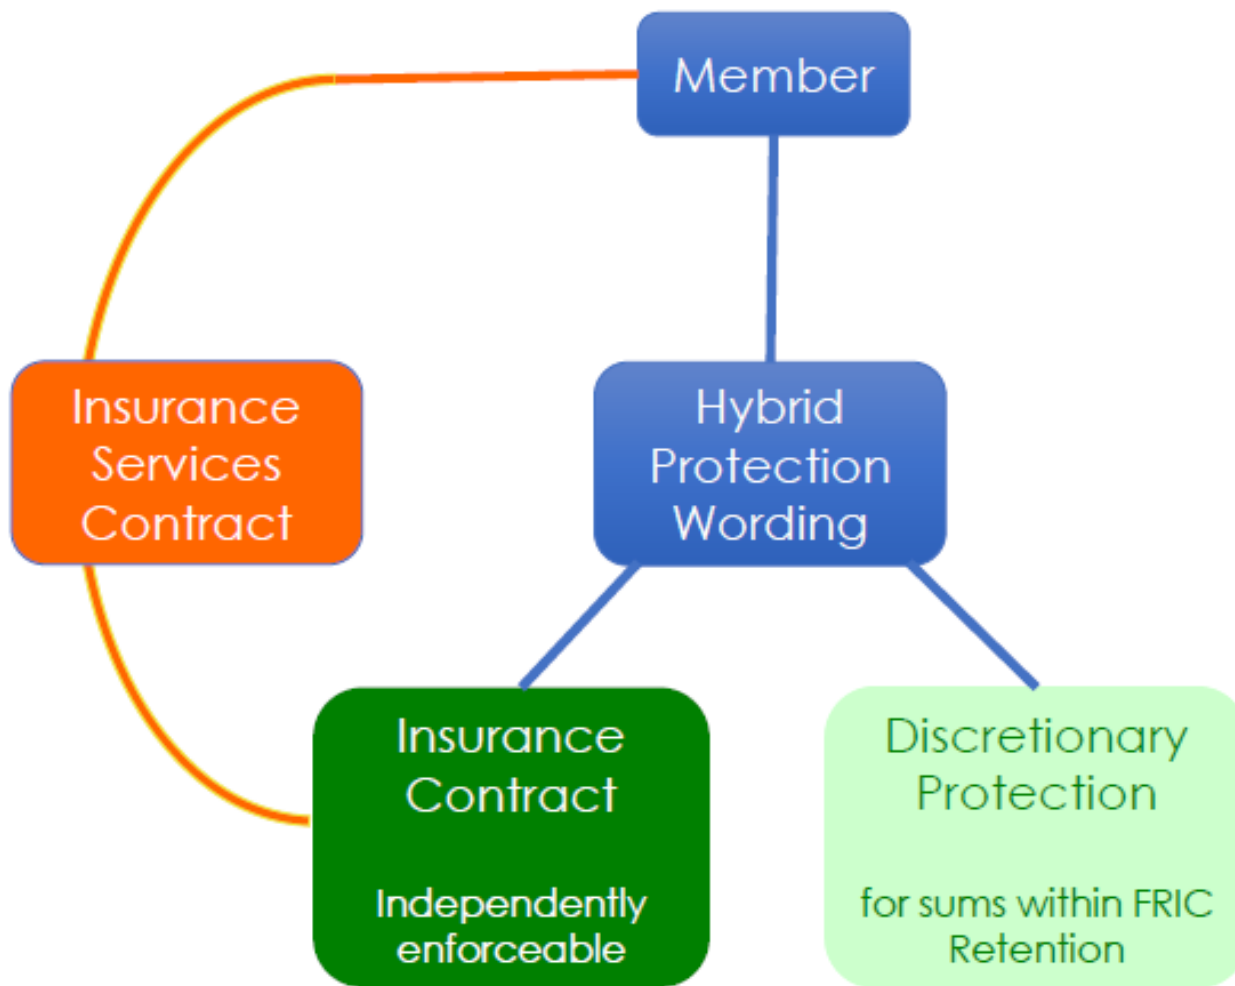 Member
Insurance
Services
Contract
Hybrid
Protection
Wording
Insurance
Contract
Independently
enforceable
Discretionary
Protection
for sums within FRIC
Retention